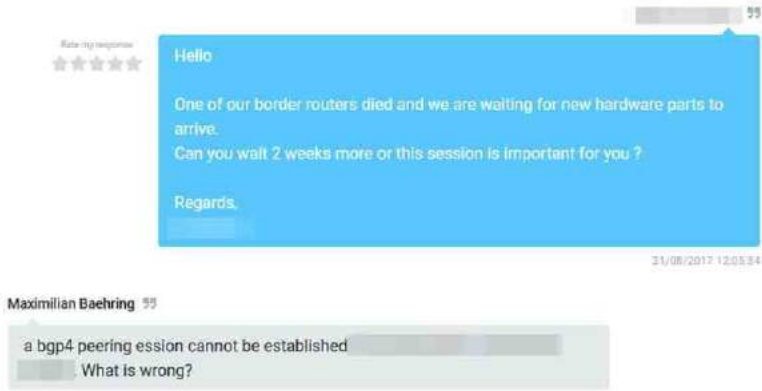 Rate my response
Hello
One of our border routers died and we are waiting for new hardware parts to
arrive.
Can you wait 2 weeks more or this session is important for you ?
Regards,
21/08/2017 12:05:34
Maximilian Baehring
a bgp4 peering ession cannot be established
. What is wrong?